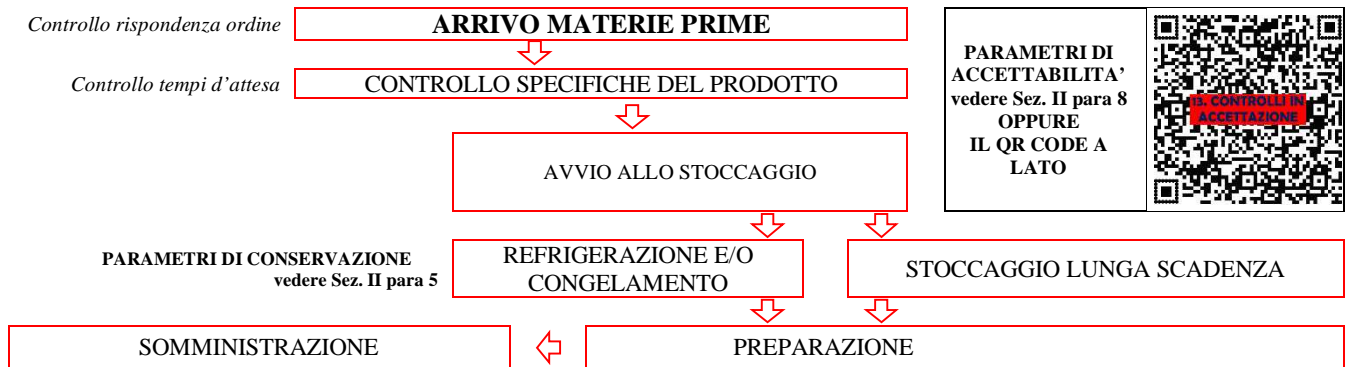 Controllo rispondenza ordine
ARRIVO MATERIE PRIME
Controllo tempi d'attesa
CONTROLLO SPECIFICHE DEL PRODOTTO
PARAMETRI DI
ACCETTABILITA'
vedere Sez. II para 8
OPPURE
IL QR CODE A
LATO
13. CONTROLLI IN
ACCETTAZIONE
AVVIO ALLO STOCCAGGIO
PARAMETRI DI CONSERVAZIONE
vedere Sez. II para 5
REFRIGERAZIONE E/O
CONGELAMENTO
STOCCAGGIO LUNGA SCADENZA
SOMMINISTRAZIONE
PREPARAZIONE